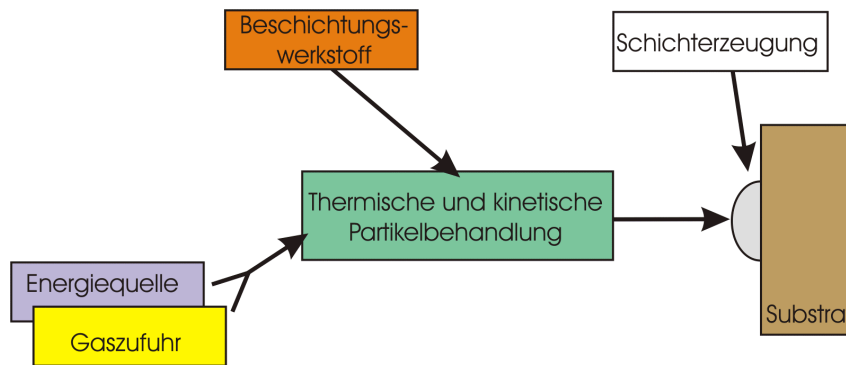 Beschichtungs-
werkstoff
Schichterzeugung
Thermische und kinetische
Partikelbehandlung
Energiequelle
Gaszufuhr
Substra